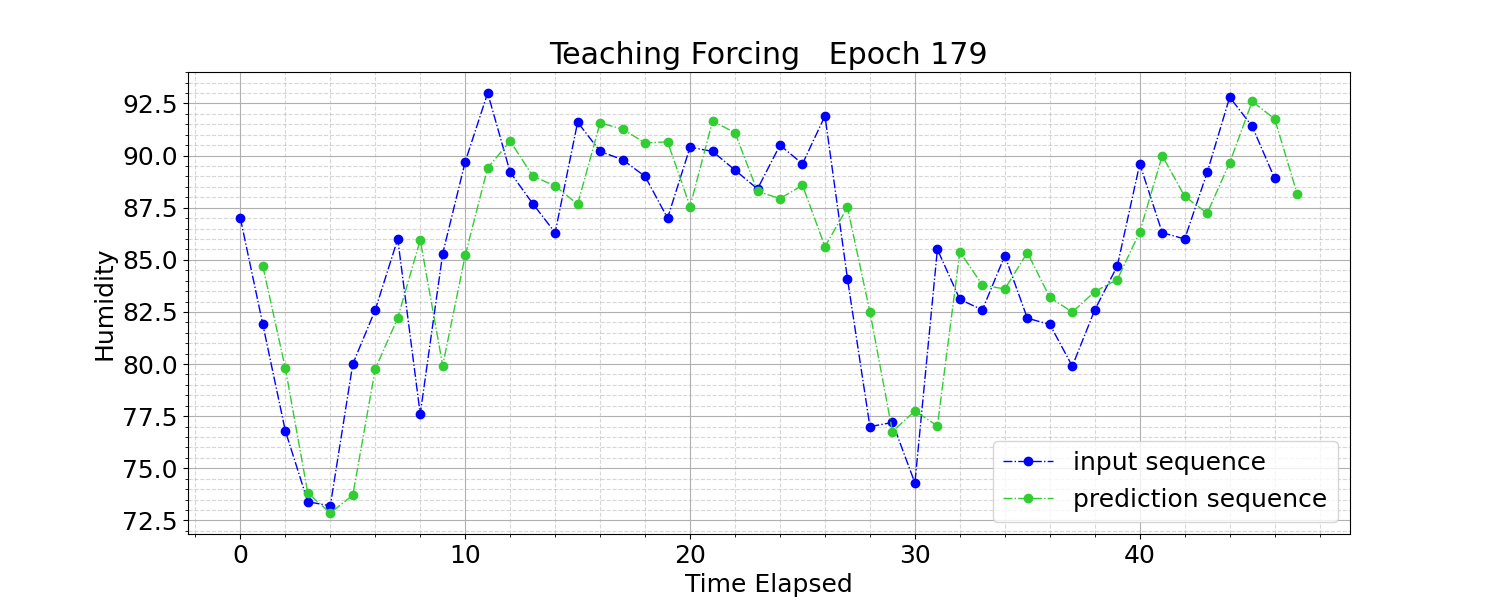 Teaching Forcing   Epoch 179
92.5
90.0
87.5
85.0
82.5
80.0
77.5
75.0
72.5
Humidity
input sequence
prediction sequence
0 10 20 30 40
Time Elapsed